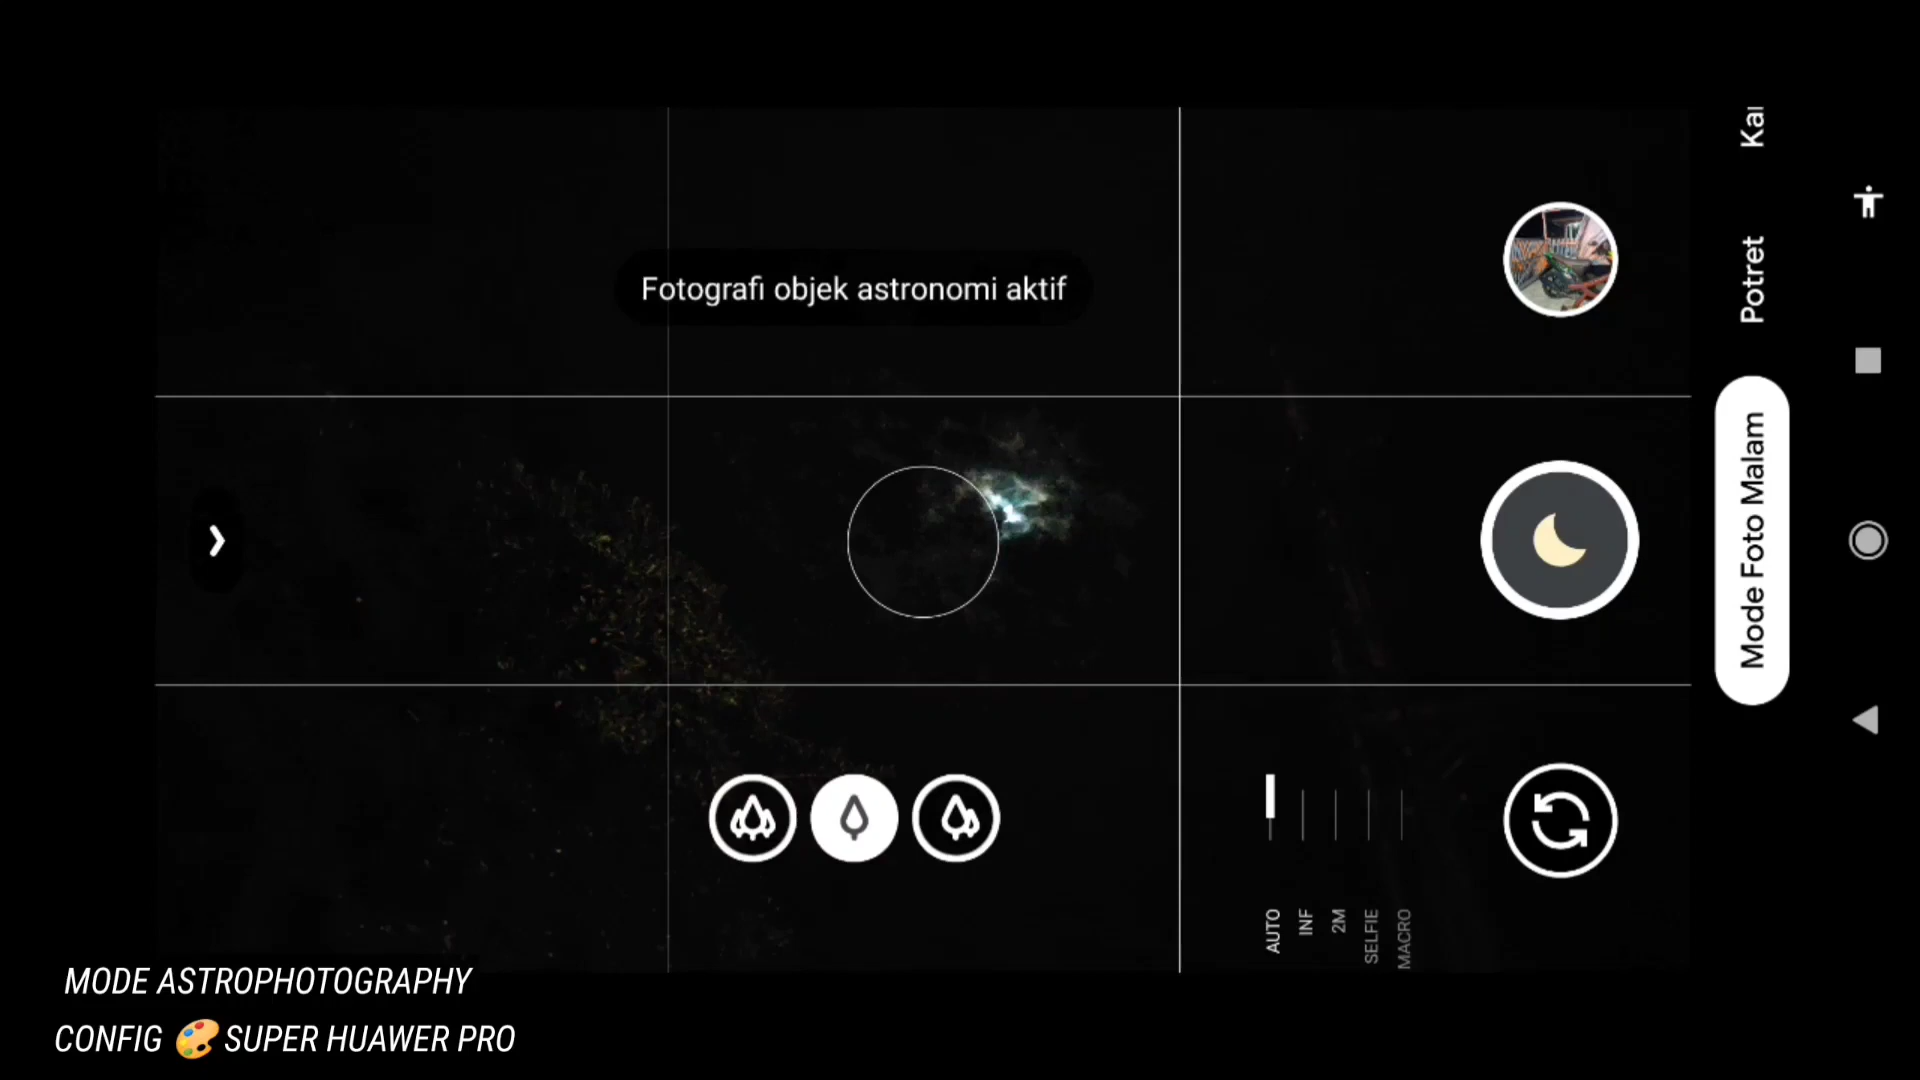 Fotografi objek astronomi aktif
Kai
Potret
Mode Foto Malam
AUTO
INF
2M
SELFIE
MACRO
MODE ASTROPHOTOGRAPHY
CONFIG 🎨 SUPER HUAWER PRO